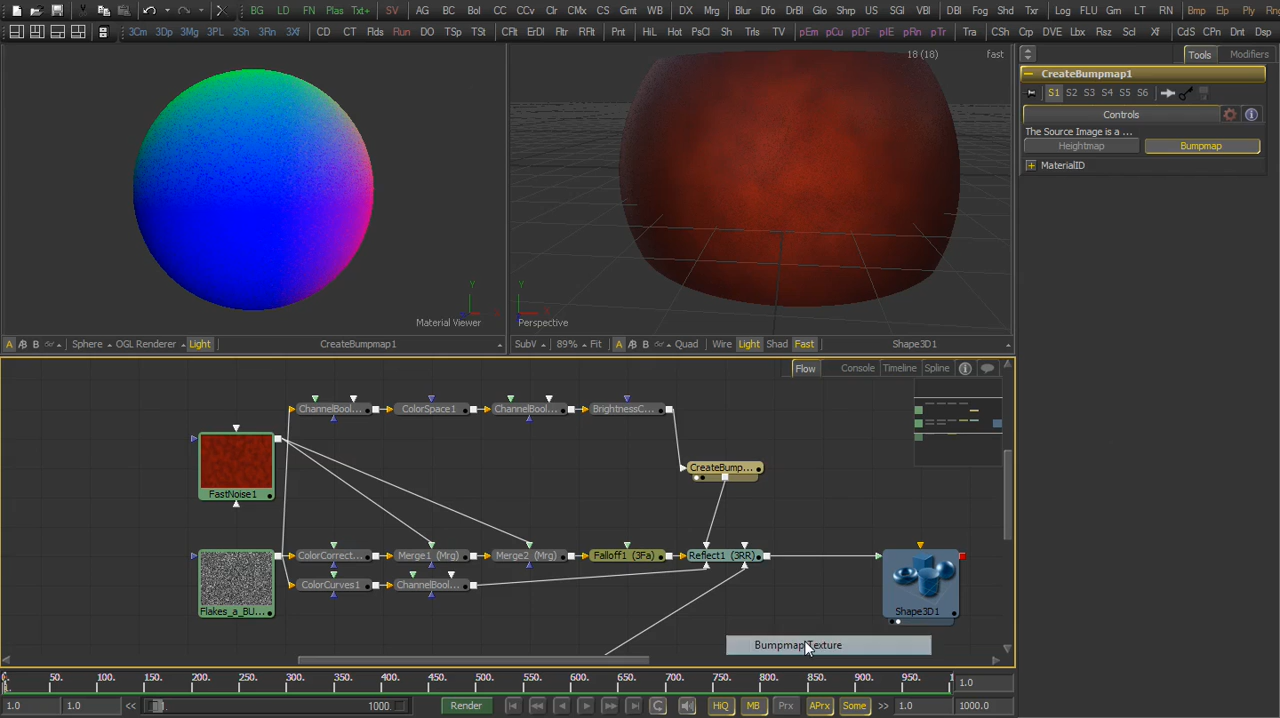 BG LD FN Plas Txt+ SV AG BC Bol CC CCv Clr CMx CS Gmt WB DX Mrg Blur Dfo DrB Glo Shrp US SGl VBl DBl Fog Shd Txr Log FLU Gm LT RN Bmp Elp Ply Rng
3Cm 3Dp 3Mg 3PL 3Sh 3Rn 3Xf CD CT Flds Run DO TSp TSt CRlt ErDl Rflt RRt Pnt HiL Hot PsCl Sh Trls TV pEm pCu pDF pIE pRn pTr Tra CSh Crp DVE Lbx Rsz Scl Xf CdS CPn Dnt Dsp
18 (18) fast
Tools Modifiers
CreateBumpmap1
S1 S2 S3 S4 S5 S6
Controls
The Source Image is a ...
Heightmap Bumpmap
MaterialID
Y
Material Viewer
Y
Perspective
A B Sphere OGL Renderer Light CreateBumpmap1
SubV 89% Fit A B Quad Wire Light Shad Fast Shape3D1
Flow Console Timeline Spline
ChannelBool... ColorSpace1 ChannelBool... BrightnessC...
CreateBump...
FastNoise1
ColorCorrect... Merge1 (Mrg) Merge2 (Mrg) Falloff1 (3Fa) Reflect1 (3RR)
ColorCurves1 ChannelBool...
Flakes_a_BU...
Shape3D1
Bumpmap Texture
0. 50. 100. 150. 200. 250. 300. 350. 400. 450. 500. 550. 600. 650. 700. 750. 800. 850. 900. 950. 1.0
1.0 1.0 << 1000. Render HiQ MB Prx APrx Some >> 1.0 1000.0